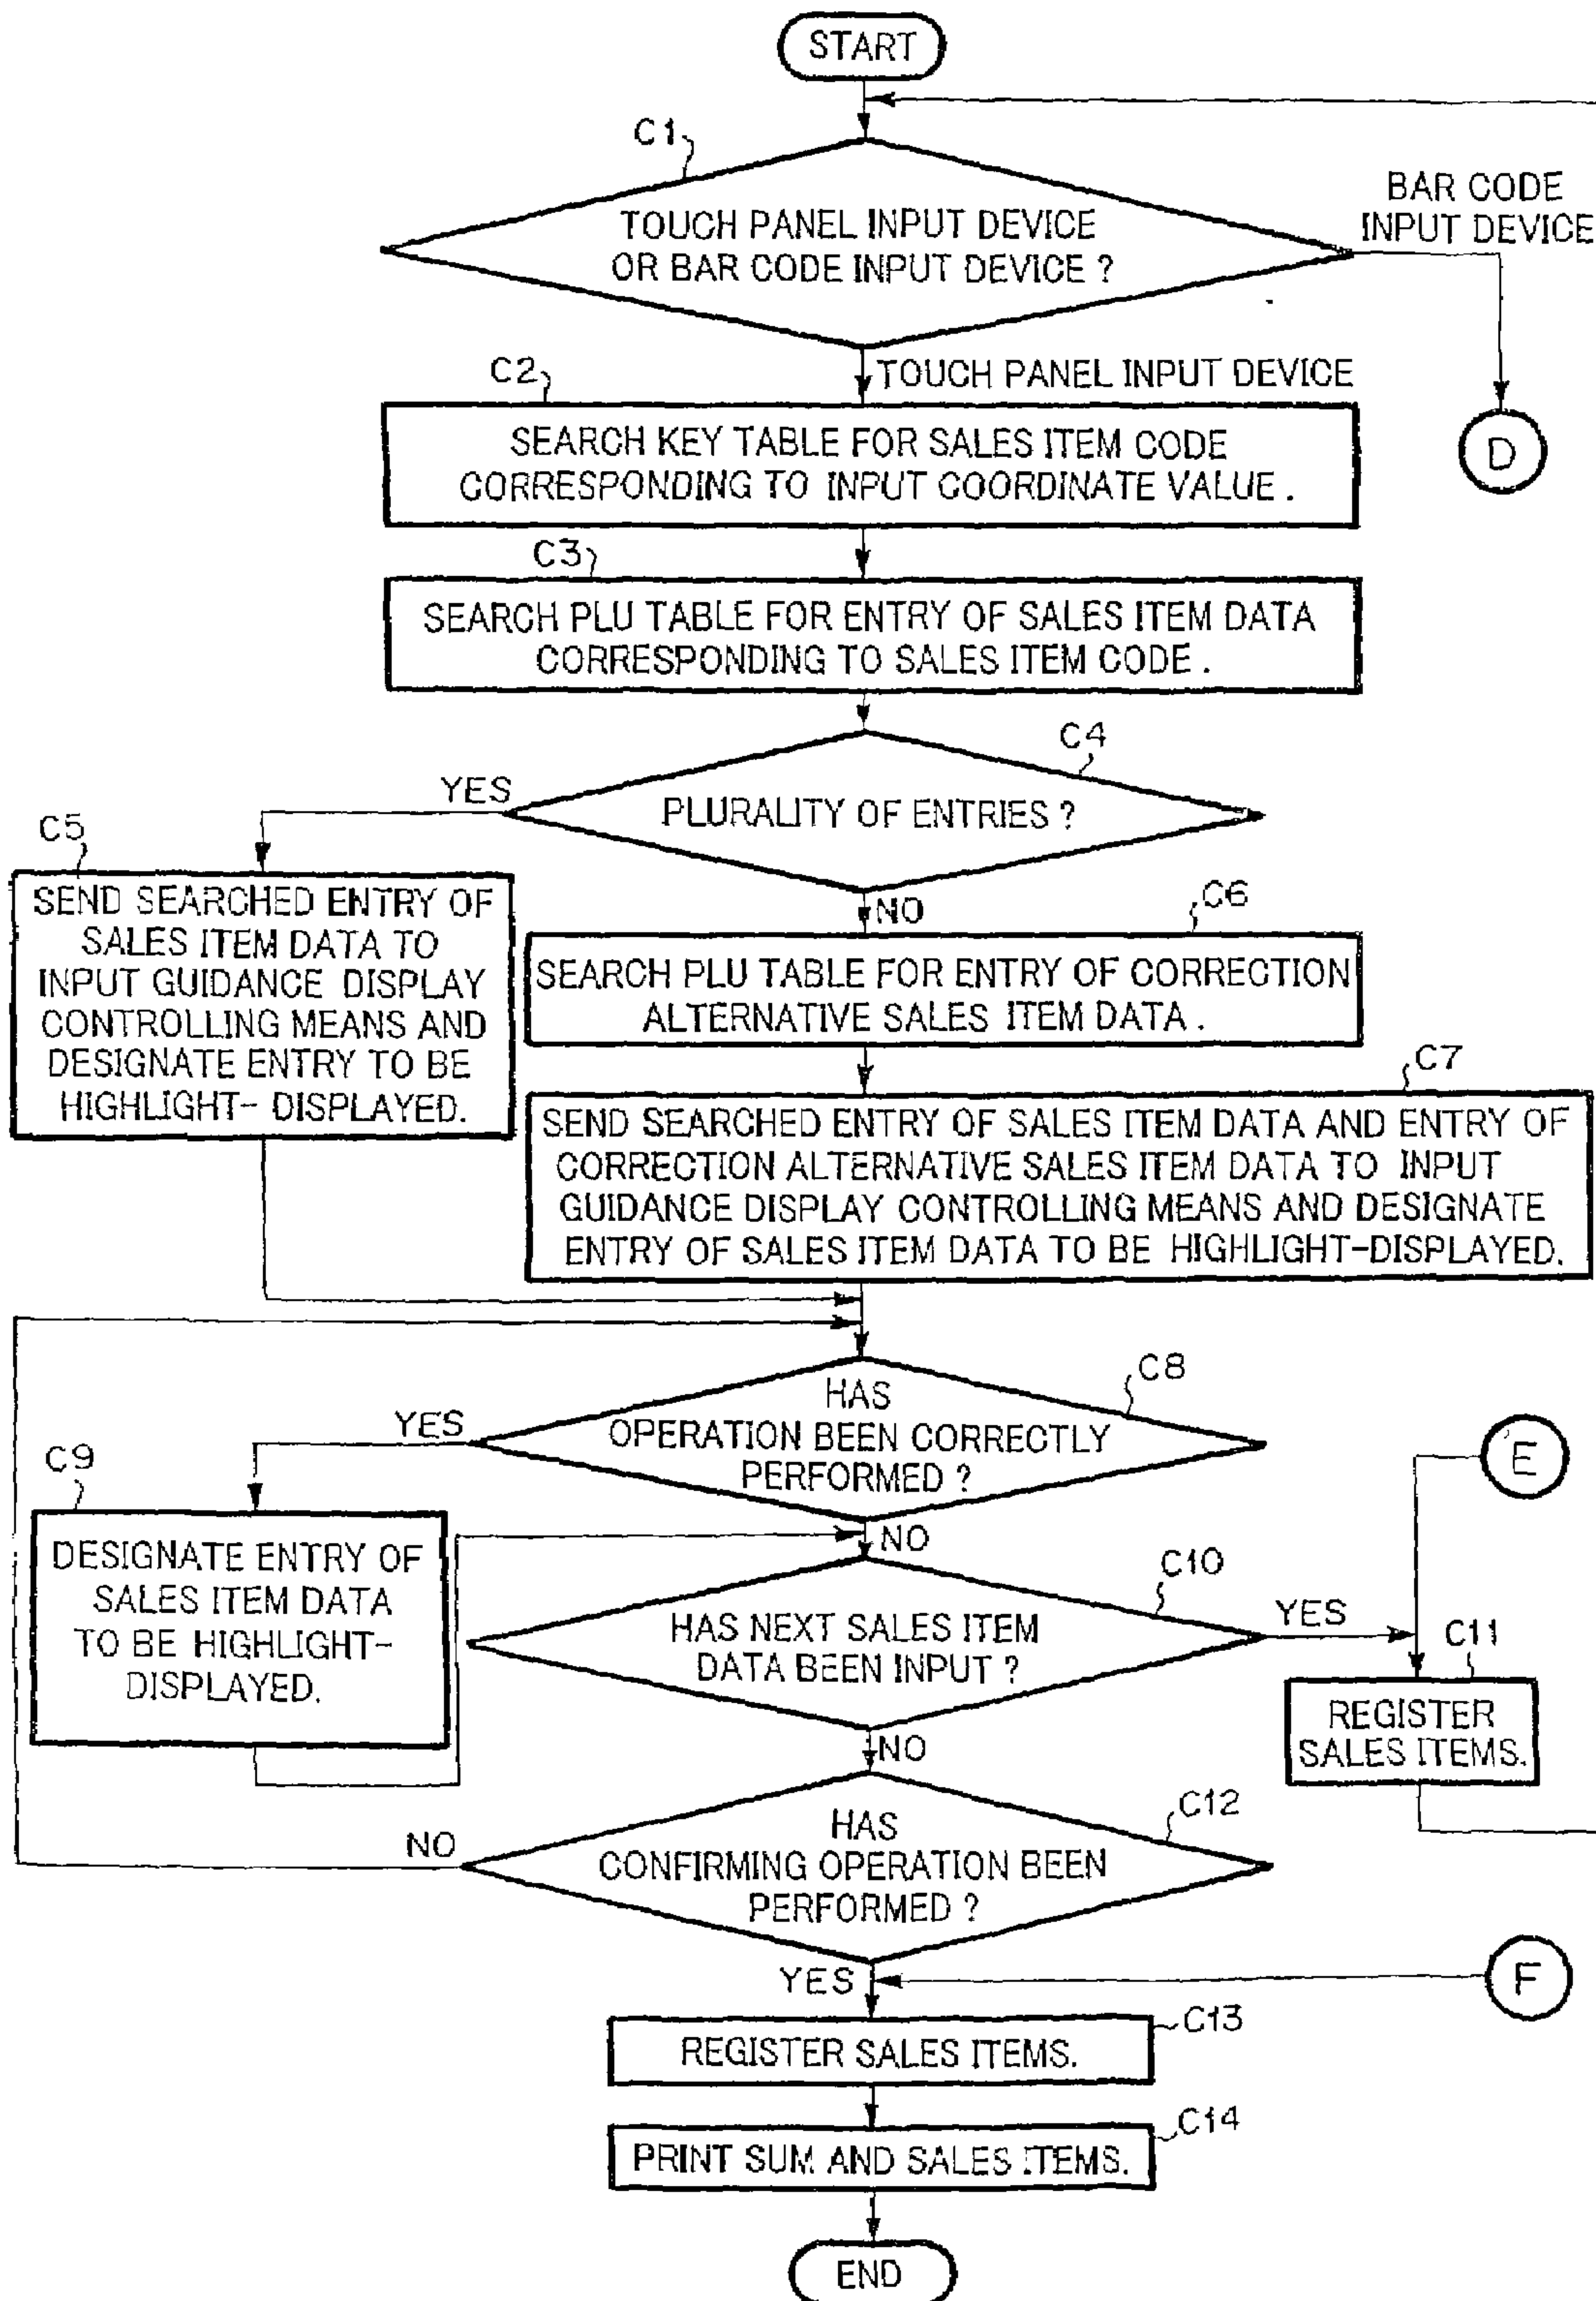 START
C1
TOUCH PANEL INPUT DEVICE
OR BAR CODE INPUT DEVICE ?
BAR CODE
INPUT DEVICE
D
TOUCH PANEL INPUT DEVICE
C2
SEARCH KEY TABLE FOR SALES ITEM CODE
CORRESPONDING TO INPUT COORDINATE VALUE .
C3
SEARCH PLU TABLE FOR ENTRY OF SALES ITEM DATA
CORRESPONDING TO SALES ITEM CODE .
C4
PLURALITY OF ENTRIES ?
YES
C5
SEND SEARCHED ENTRY OF
SALES ITEM DATA TO
INPUT GUIDANCE DISPLAY
CONTROLLING MEANS AND
DESIGNATE ENTRY TO BE
HIGHLIGHT- DISPLAYED.
NO
C6
SEARCH PLU TABLE FOR ENTRY OF CORRECTION
ALTERNATIVE SALES ITEM DATA .
C7
SEND SEARCHED ENTRY OF SALES ITEM DATA AND ENTRY OF
CORRECTION ALTERNATIVE SALES ITEM DATA TO INPUT
GUIDANCE DISPLAY CONTROLLING MEANS AND DESIGNATE
ENTRY OF SALES ITEM DATA TO BE HIGHLIGHT-DISPLAYED.
C8
HAS
OPERATION BEEN CORRECTLY
PERFORMED ?
YES
C9
DESIGNATE ENTRY OF
SALES ITEM DATA
TO BE HIGHLIGHT-
DISPLAYED.
E
NO
C10
HAS NEXT SALES ITEM
DATA BEEN INPUT ?
YES
C11
REGISTER
SALES ITEMS.
NO
C12
HAS
CONFIRMING OPERATION BEEN
PERFORMED ?
NO
YES
F
C13
REGISTER SALES ITEMS.
C14
PRINT SUM AND SALES ITEMS.
END